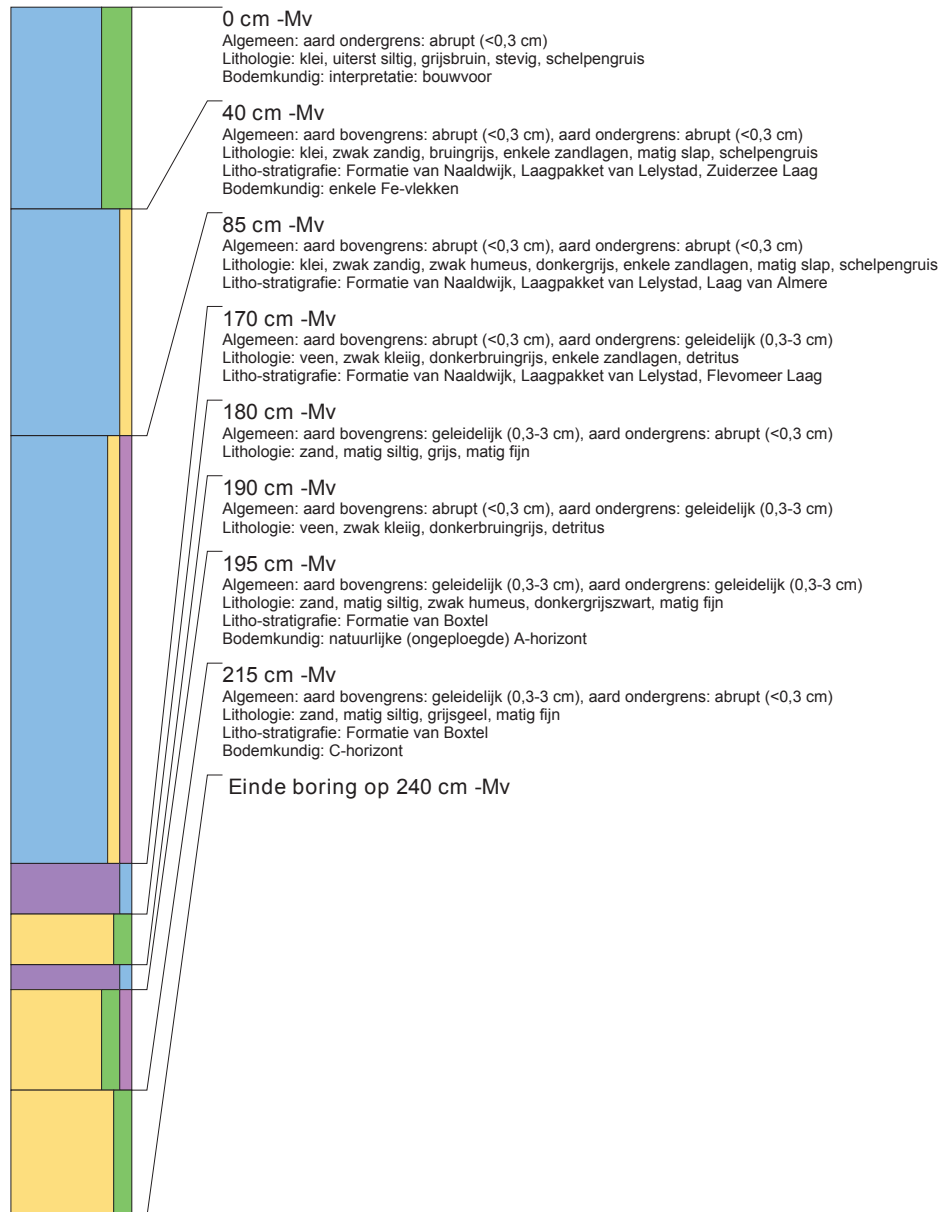 0 cm -Mv
Algemeen: aard ondergrens: abrupt (<0,3 cm)
Lithologie: klei, uiterst siltig, grijsbruin, stevig, schelpengruis
Bodemkundig: interpretatie: bouwvoor
40 cm -Mv
Algemeen: aard bovengrens: abrupt (<0,3 cm), aard ondergrens: abrupt (<0,3 cm)
Lithologie: klei, zwak zandig, bruingrijs, enkele zandlagen, matig slap, schelpengruis
Litho-stratigrafie: Formatie van Naaldwijk, Laagpakket van Lelystad, Zuiderzee Laag
Bodemkundig: enkele Fe-vlekken
85 cm -Mv
Algemeen: aard bovengrens: abrupt (<0,3 cm), aard ondergrens: abrupt (<0,3 cm)
Lithologie: klei, zwak zandig, zwak humeus, donkergrijs, enkele zandlagen, matig slap, schelpengruis
Litho-stratigrafie: Formatie van Naaldwijk, Laagpakket van Lelystad, Laag van Almere
170 cm -Mv
Algemeen: aard bovengrens: abrupt (<0,3 cm), aard ondergrens: geleidelijk (0,3-3 cm)
Lithologie: veen, zwak kleiig, donkerbruingrijs, enkele zandlagen, detritus
Litho-stratigrafie: Formatie van Naaldwijk, Laagpakket van Lelystad, Flevomeer Laag
180 cm -Mv
Algemeen: aard bovengrens: geleidelijk (0,3-3 cm), aard ondergrens: abrupt (<0,3 cm)
Lithologie: zand, matig siltig, grijs, matig fijn
190 cm -Mv
Algemeen: aard bovengrens: abrupt (<0,3 cm), aard ondergrens: geleidelijk (0,3-3 cm)
Lithologie: veen, zwak kleiig, donkerbruingrijs, detritus
195 cm -Mv
Algemeen: aard bovengrens: geleidelijk (0,3-3 cm), aard ondergrens: geleidelijk (0,3-3 cm)
Lithologie: zand, matig siltig, zwak humeus, donkergrijszwart, matig fijn
Litho-stratigrafie: Formatie van Boxtel
Bodemkundig: natuurlijke (ongeploegde) A-horizont
215 cm -Mv
Algemeen: aard bovengrens: geleidelijk (0,3-3 cm), aard ondergrens: abrupt (<0,3 cm)
Lithologie: zand, matig siltig, grijsgeel, matig fijn
Litho-stratigrafie: Formatie van Boxtel
Bodemkundig: C-horizont
Einde boring op 240 cm -Mv